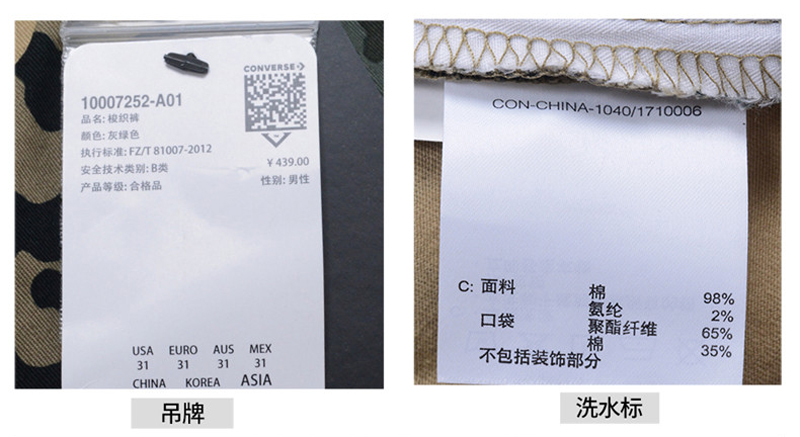 CONVERSE
10007252-A01
品名: 梭织裤
颜色: 灰绿色
执行标准: FZ/T 81007-2012
安全技术类别: B类
产品等级: 合格品
¥ 439.00
性别: 男性
USA EURO AUS MEX
31 31 31 31
CHINA KOREA ASIA
吊牌
CON-CHINA-1040/1710006
C: 面料 棉 98%
氨纶 2%
口袋 聚酯纤维 65%
棉 35%
不包括装饰部分
洗水标